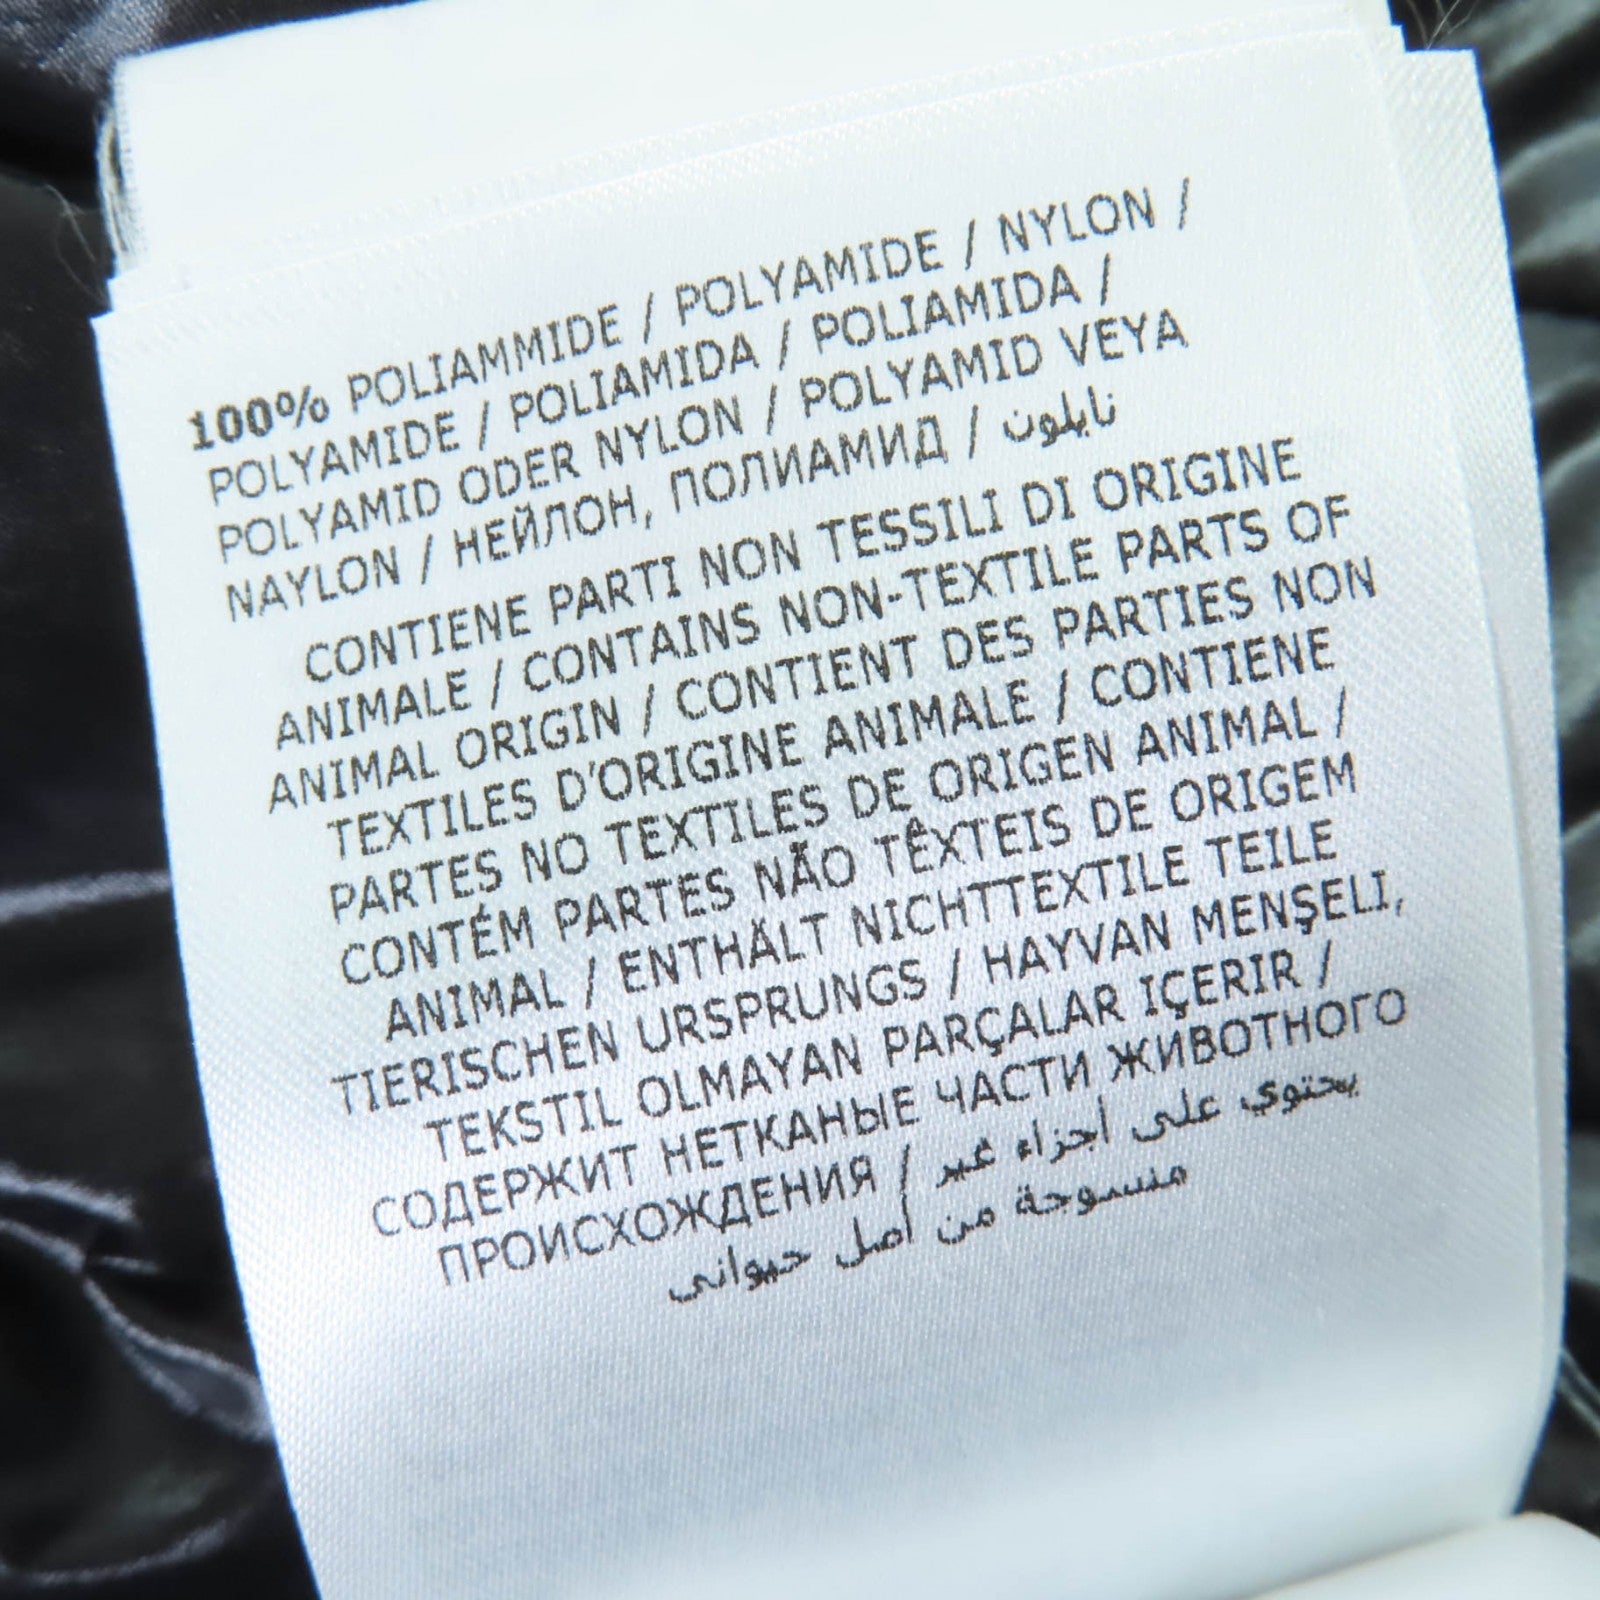 100% POLIAMMIDE / POLYAMIDE / NYLON /
POLYAMIDE / POLIAMIDA / POLIAMIDA /
POLYAMID ODER NYLON / POLYAMID VEYA
NAYLON / НЕЙЛОН, ПОЛИАМИД / نايلون
CONTIENE PARTI NON TESSILI DI ORIGINE
ANIMALE / CONTAINS NON-TEXTILE PARTS OF
ANIMAL ORIGIN / CONTIENT DES PARTIES NON
TEXTILES D'ORIGINE ANIMALE / CONTIENE
PARTES NO TEXTILES DE ORIGEN ANIMAL /
CONTÉM PARTES NÃO TÊXTEIS DE ORIGEM
ANIMAL / ENTHÄLT NICHTTEXTILE TEILE
TIERISCHEN URSPRUNGS / HAYVAN MENŞELI,
TEKSTIL OLMAYAN PARÇALAR IÇERIR /
СОДЕРЖИТ НЕТКАНЫЕ ЧАСТИ ЖИВОТНОГО
ПРОИСХОЖДЕНИЯ / يحتوي على أجزاء غير
منسوجة من أصل حيواني